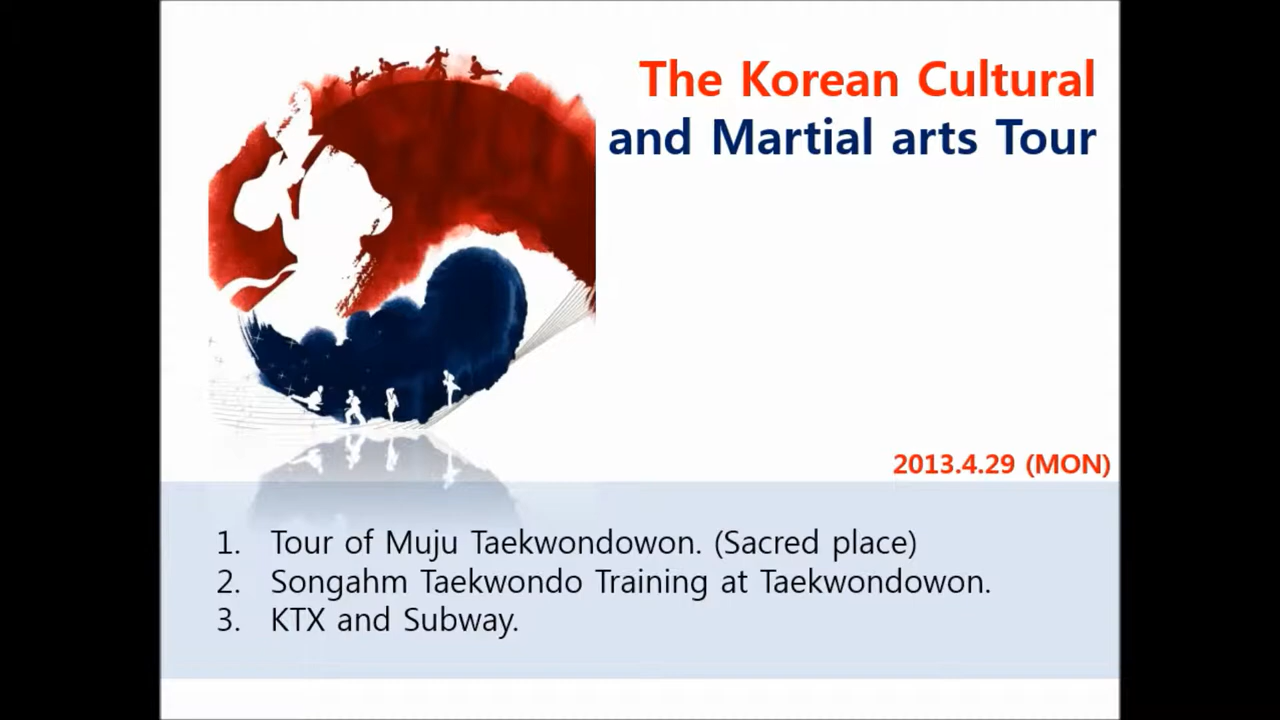 The Korean Cultural
and Martial arts Tour
2013.4.29 (MON)
1. Tour of Muju Taekwondowon. (Sacred place)
2. Songahm Taekwondo Training at Taekwondowon.
3. KTX and Subway.